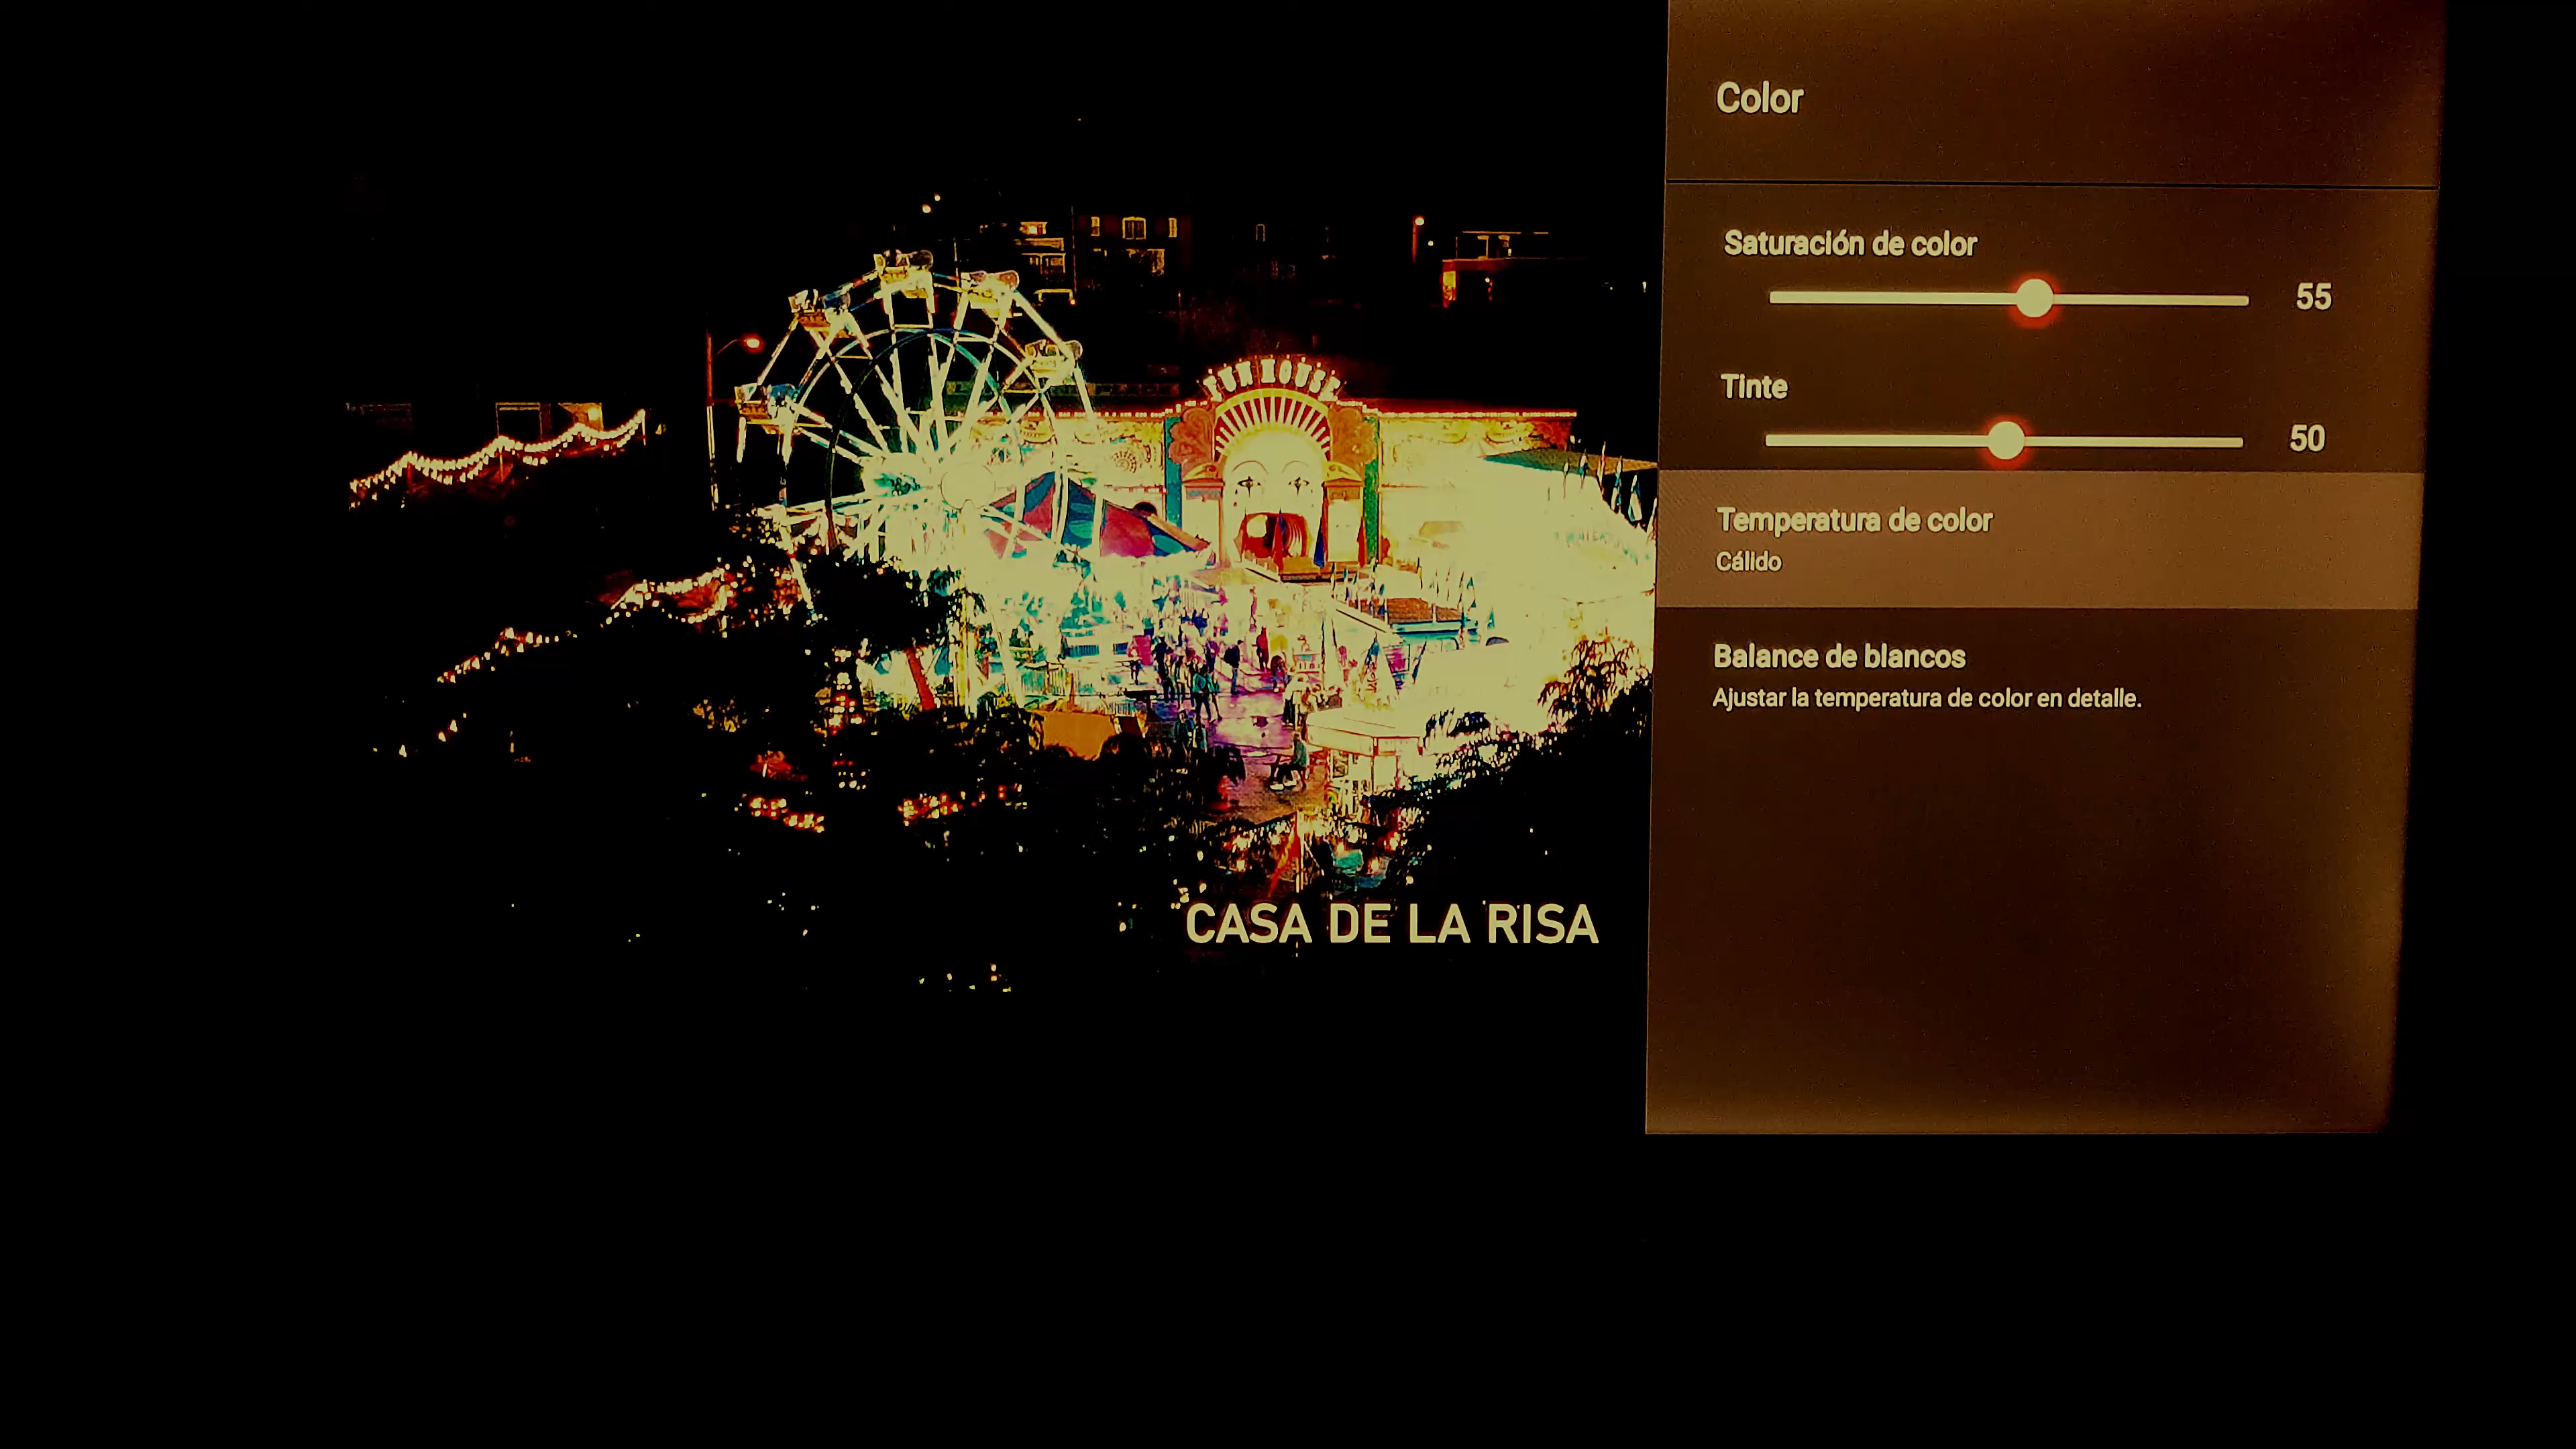 Color
Saturación de color
55
Tinte
50
Temperatura de color
Cálido
Balance de blancos
Ajustar la temperatura de color en detalle.
FUN HOUSE
CASA DE LA RISA